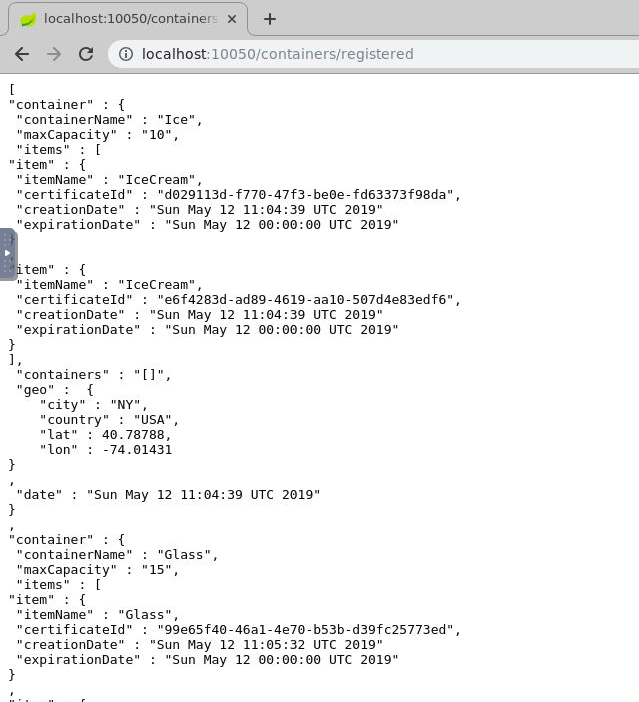 localhost:10050/containers
localhost:10050/containers/registered
[
"container" : {
"containerName" : "Ice",
"maxCapacity" : "10",
"items" : [
"item" : {
"itemName" : "IceCream",
"certificateId" : "d029113d-f770-47f3-be0e-fd63373f98da",
"creationDate" : "Sun May 12 11:04:39 UTC 2019"
"expirationDate" : "Sun May 12 00:00:00 UTC 2019"
item" : {
"itemName" : "IceCream",
"certificateId" : "e6f4283d-ad89-4619-aa10-507d4e83edf6",
"creationDate" : "Sun May 12 11:04:39 UTC 2019"
"expirationDate" : "Sun May 12 00:00:00 UTC 2019"
}
],
"containers" : "[]",
"geo" :  {
"city" : "NY",
"country" : "USA",
"lat" : 40.78788,
"lon" : -74.01431
}
,
"date" : "Sun May 12 11:04:39 UTC 2019"
}
,
"container" : {
"containerName" : "Glass",
"maxCapacity" : "15",
"items" : [
"item" : {
"itemName" : "Glass",
"certificateId" : "99e65f40-46a1-4e70-b53b-d39fc25773ed",
"creationDate" : "Sun May 12 11:05:32 UTC 2019"
"expirationDate" : "Sun May 12 00:00:00 UTC 2019"
}
,